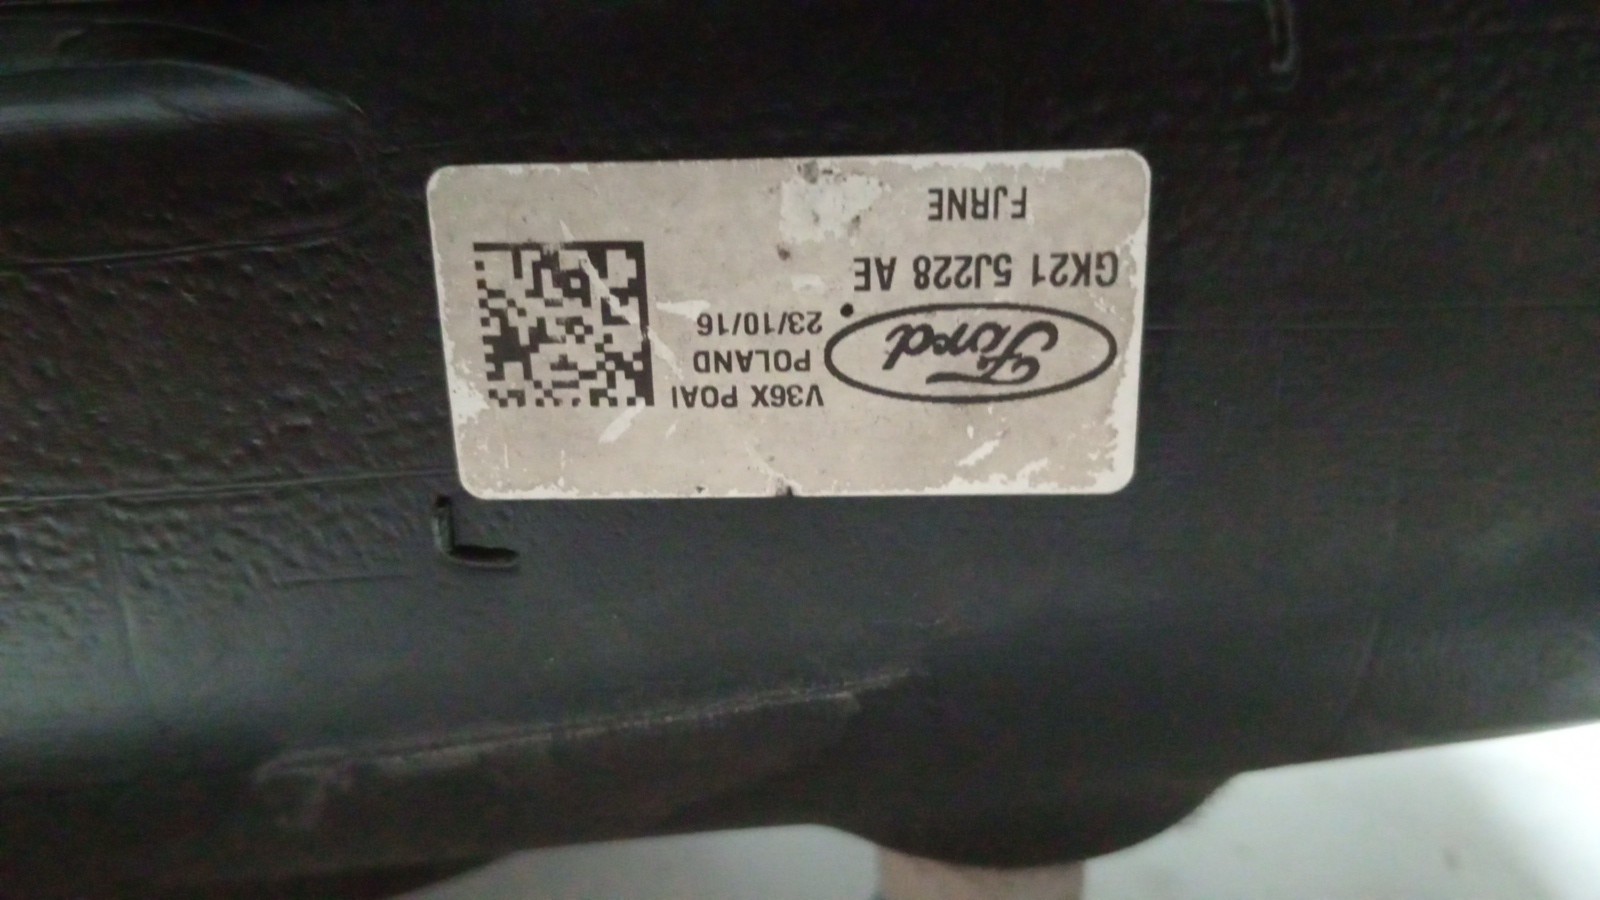 V36X POAI
POLAND
23/10/16
Ford
GK21 5J228 AE
FJRNE